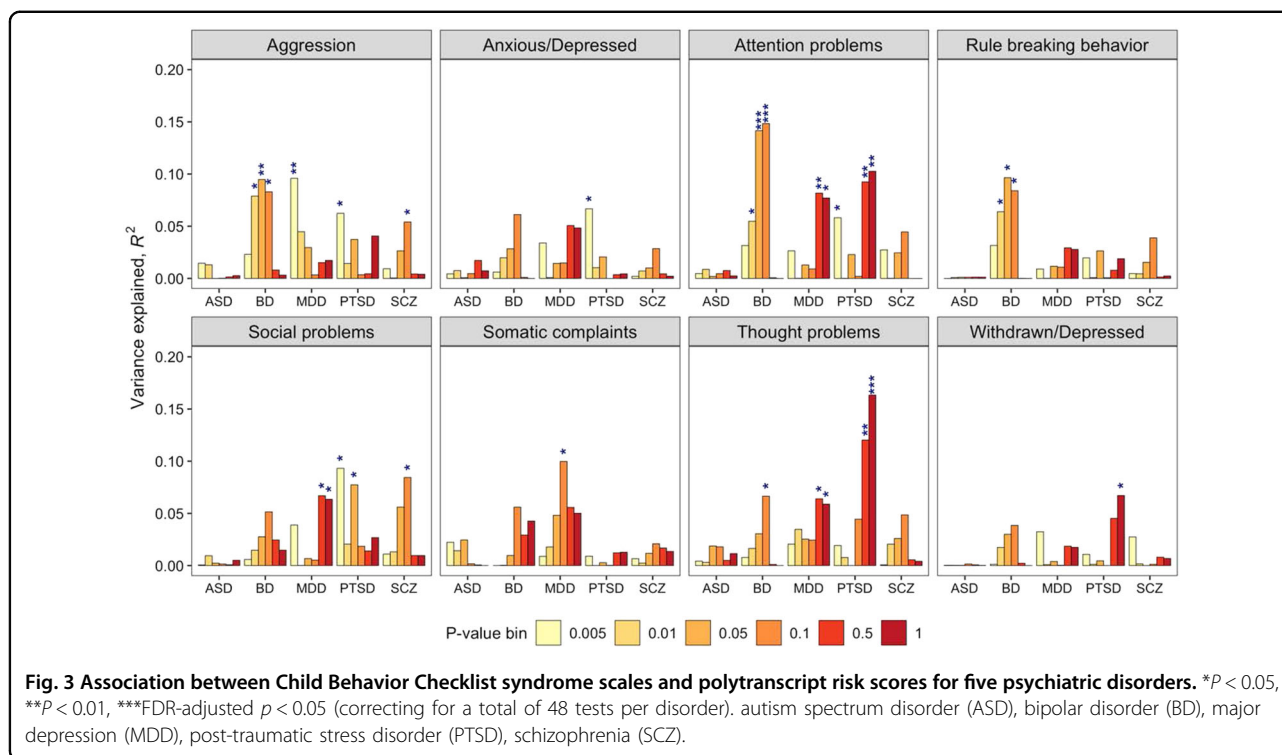 Aggression Anxious/Depressed Attention problems Rule breaking behavior
0.20
0.15
0.10
0.05
0.00
* ** * ** * * * * *** *** ** * * ** ** * * *
ASD BD MDD PTSD SCZ ASD BD MDD PTSD SCZ ASD BD MDD PTSD SCZ ASD BD MDD PTSD SCZ
Variance explained, R²
Social problems Somatic complaints Thought problems Withdrawn/Depressed
0.20
0.15
0.10
0.05
0.00
* * * * * * * * * ** *** *
ASD BD MDD PTSD SCZ ASD BD MDD PTSD SCZ ASD BD MDD PTSD SCZ ASD BD MDD PTSD SCZ
P-value bin 0.005 0.01 0.05 0.1 0.5 1
Fig. 3 Association between Child Behavior Checklist syndrome scales and polytranscript risk scores for five psychiatric disorders. *P < 0.05,
**P < 0.01, ***FDR-adjusted p < 0.05 (correcting for a total of 48 tests per disorder). autism spectrum disorder (ASD), bipolar disorder (BD), major
depression (MDD), post-traumatic stress disorder (PTSD), schizophrenia (SCZ).